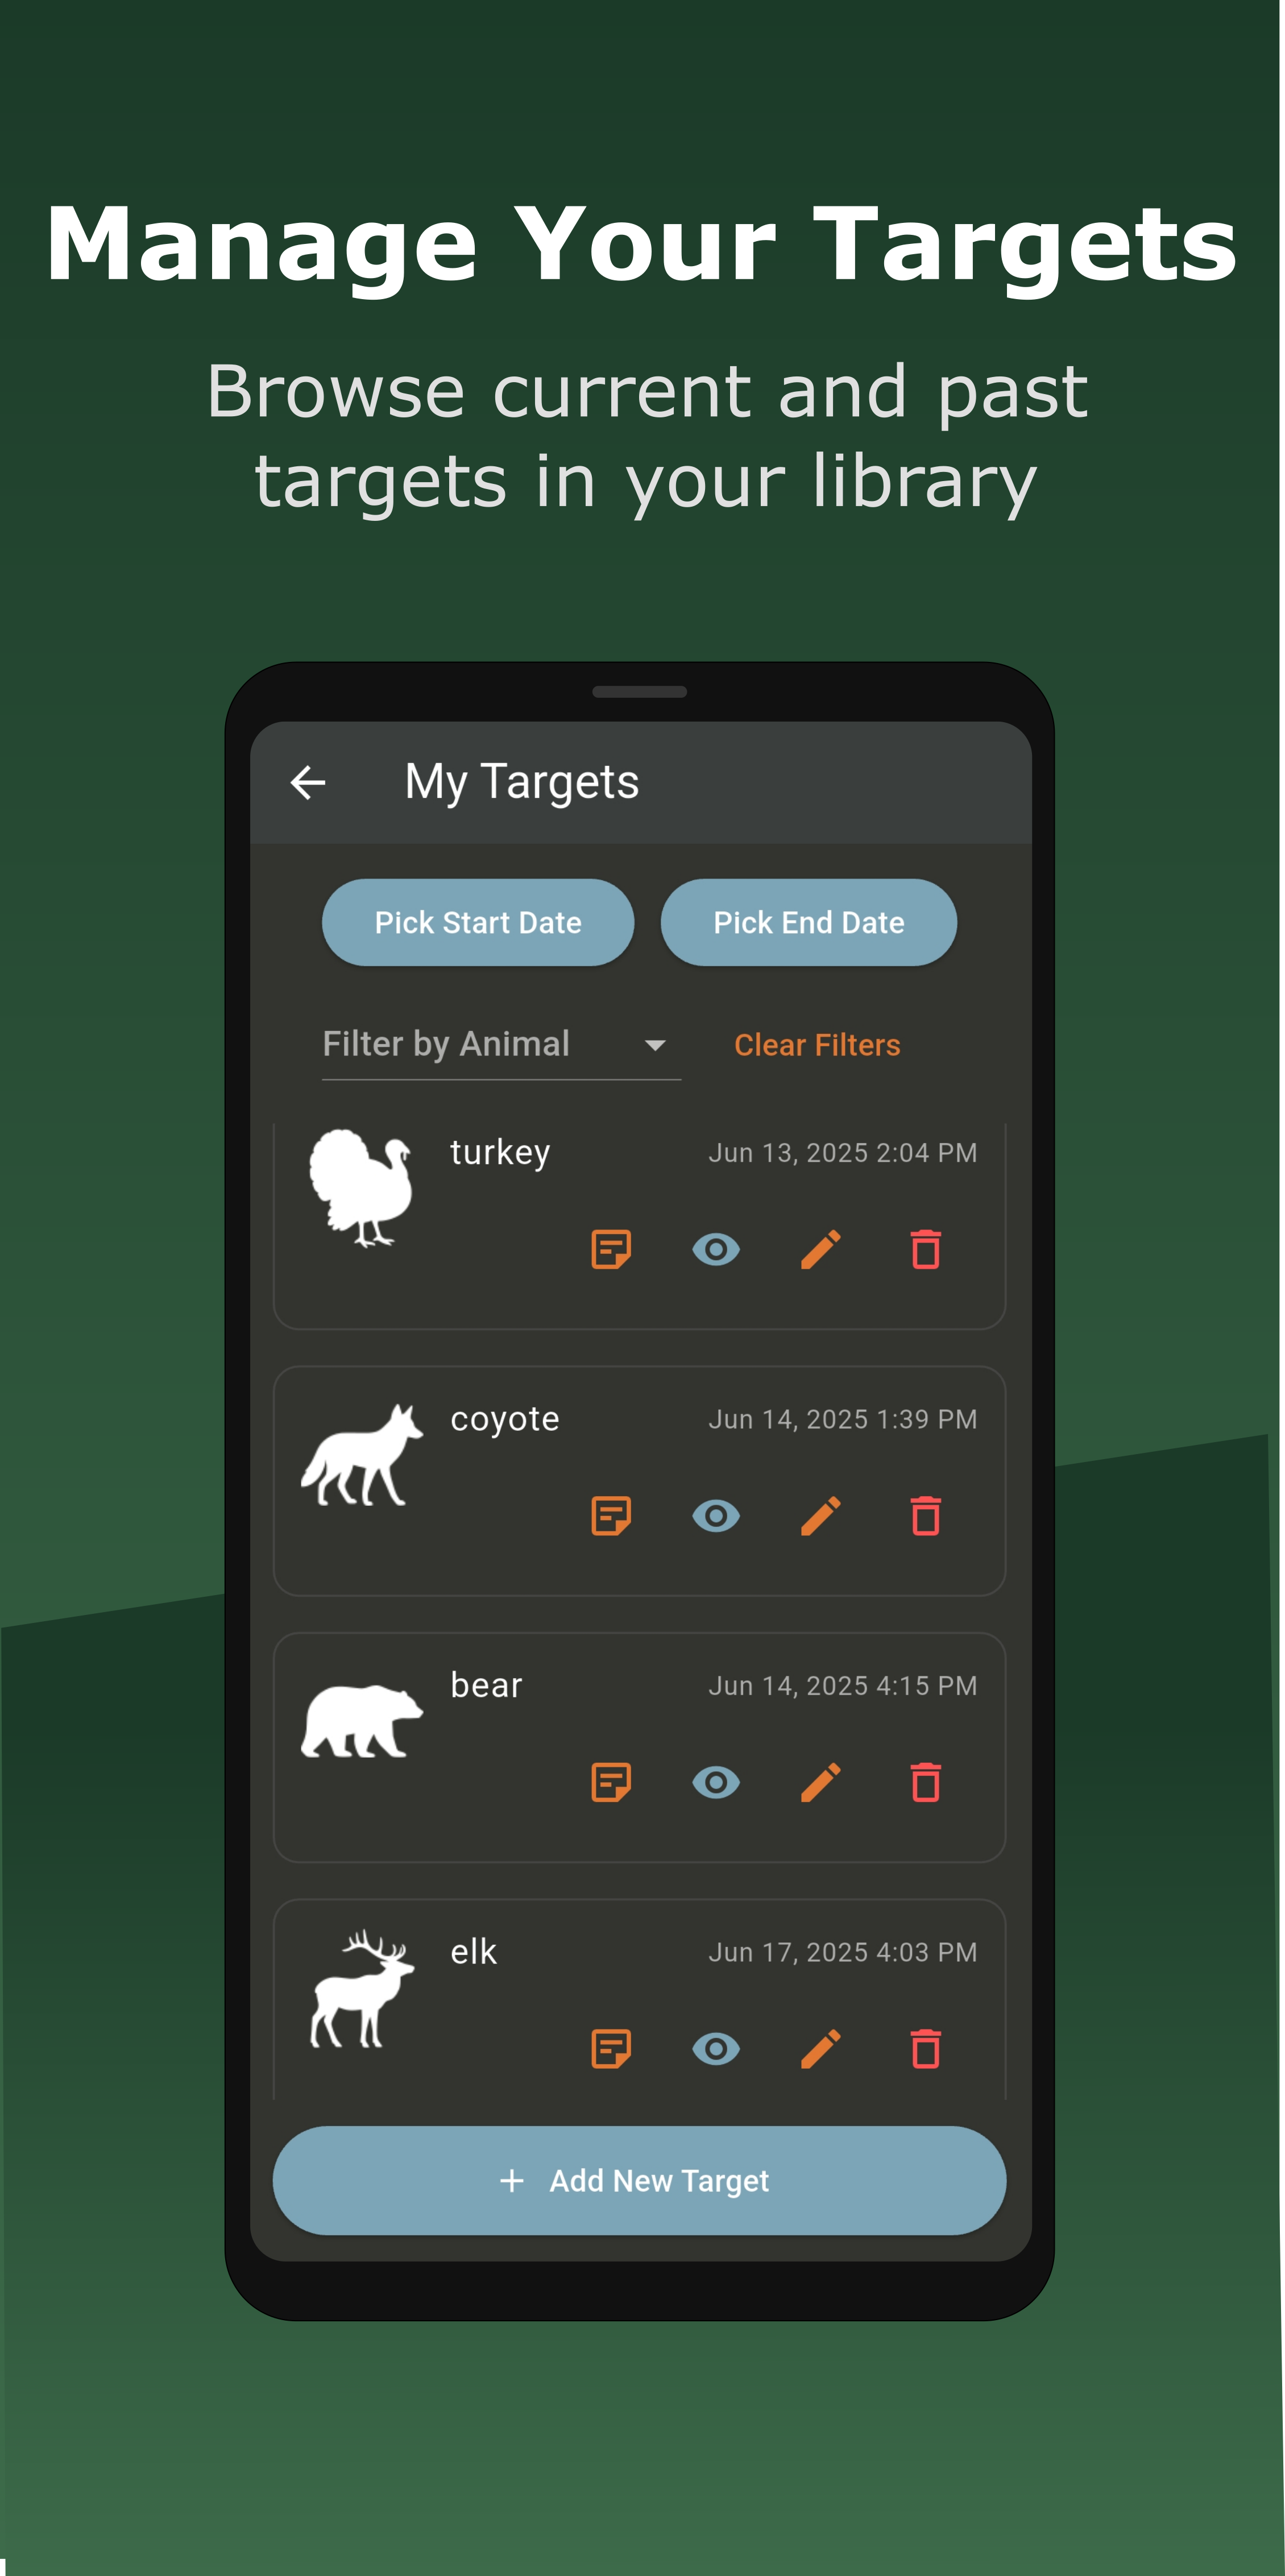 Manage Your Targets
Browse current and past
targets in your library
My Targets
Pick Start Date
Pick End Date
Filter by Animal
Clear Filters
turkey
Jun 13, 2025 2:04 PM
coyote
Jun 14, 2025 1:39 PM
bear
Jun 14, 2025 4:15 PM
elk
Jun 17, 2025 4:03 PM
+ Add New Target